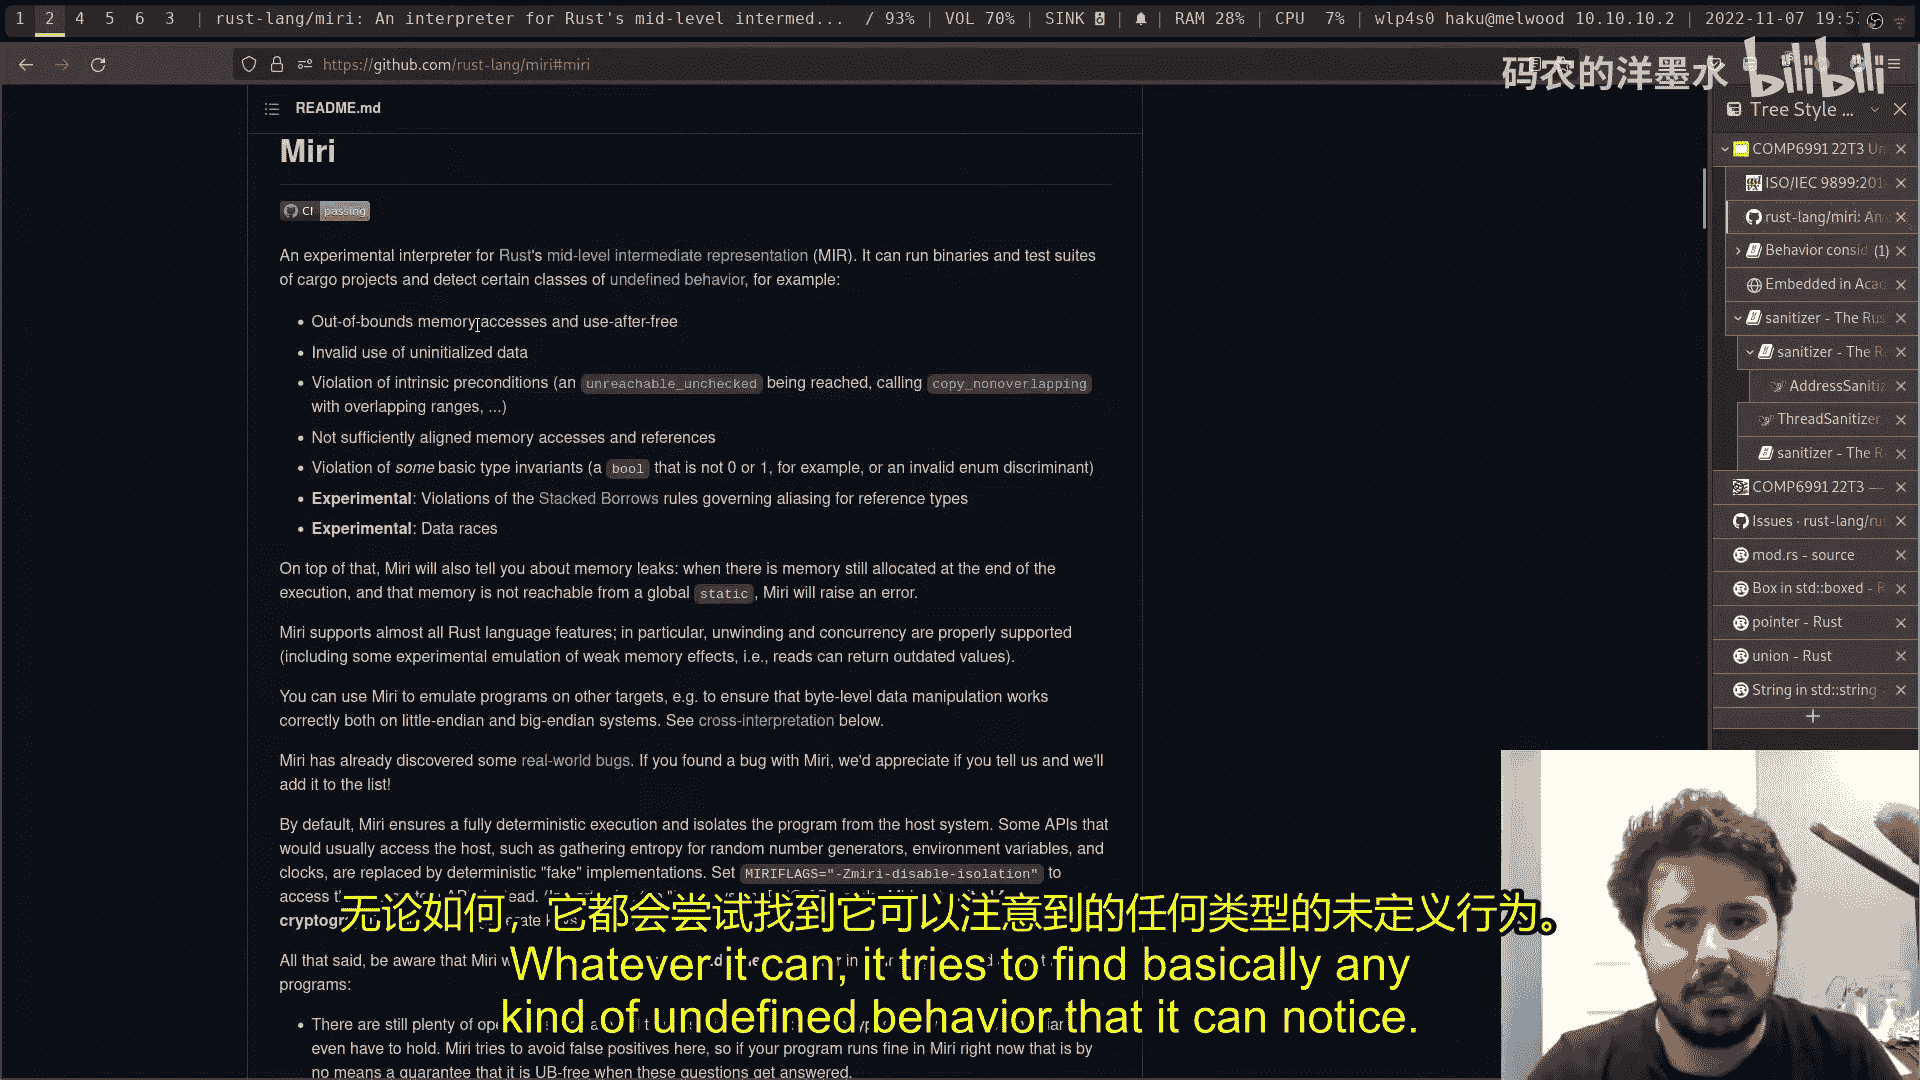 1 2 4 5 6 3 | rust-lang/miri: An interpreter for Rust's mid-level intermed... / 93% | VOL 70% | SINK | | RAM 28% | CPU 7% | wlp4s0 haku@melwood 10.10.10.2 | 2022-11-07 19:57
https://github.com/rust-lang/miri#miri
码农的洋墨水 bilibili
README.md
Tree Style ...
Miri
CI passing
An experimental interpreter for Rust's mid-level intermediate representation (MIR). It can run binaries and test suites
of cargo projects and detect certain classes of undefined behavior, for example:
• Out-of-bounds memory accesses and use-after-free
• Invalid use of uninitialized data
• Violation of intrinsic preconditions (an unreachable_unchecked being reached, calling copy_nonoverlapping
with overlapping ranges, ...)
• Not sufficiently aligned memory accesses and references
• Violation of some basic type invariants (a bool that is not 0 or 1, for example, or an invalid enum discriminant)
• Experimental: Violations of the Stacked Borrows rules governing aliasing for reference types
• Experimental: Data races
On top of that, Miri will also tell you about memory leaks: when there is memory still allocated at the end of the
execution, and that memory is not reachable from a global static, Miri will raise an error.
Miri supports almost all Rust language features; in particular, unwinding and concurrency are properly supported
(including some experimental emulation of weak memory effects, i.e., reads can return outdated values).
You can use Miri to emulate programs on other targets, e.g. to ensure that byte-level data manipulation works
correctly both on little-endian and big-endian systems. See cross-interpretation below.
Miri has already discovered some real-world bugs. If you found a bug with Miri, we'd appreciate if you tell us and we'll
add it to the list!
By default, Miri ensures a fully deterministic execution and isolates the program from the host system. Some APIs that
would usually access the host, such as gathering entropy for random number generators, environment variables, and
clocks, are replaced by deterministic "fake" implementations. Set MIRIFLAGS="-Zmiri-disable-isolation" to
access
All that said, be aware that Miri
programs:
• There are still plenty of
even have to hold. Miri tries to avoid false positives here, so if your program runs fine in Miri right now that is by
no means a guarantee that it is UB-free when these questions get answered.
COMP6991 22T3 Un
ISO/IEC 9899:201
rust-lang/miri: An
Behavior consid (1)
Embedded in Aca
sanitizer - The Rus
sanitizer - The R
AddressSanitiz
ThreadSanitizer
sanitizer - The R
COMP6991 22T3 —
Issues · rust-lang/ru
mod.rs - source
Box in std::boxed - R
pointer - Rust
union - Rust
String in std::string
+
无论如何，它都会尝试找到它可以注意到的任何类型的未定义行为。
Whatever it can, it tries to find basically any
kind of undefined behavior that it can notice.